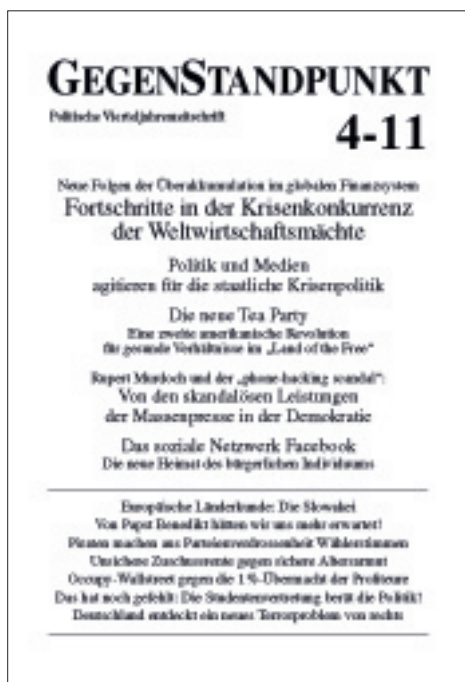 GEGENSTANDPUNKT
Politische Vierteljahreszeitschrift
4-11
Neue Folgen der Überakkumulation im globalen Finanzsystem
Fortschritte in der Krisenkonkurrenz
der Weltwirtschaftsmächte
Politik und Medien
agitieren für die staatliche Krisenpolitik
Die neue Tea Party
Eine zweite amerikanische Revolution
für gesunde Verhältnisse im „Land of the Free“
Rupert Murdoch und der „phone-hacking scandal“:
Von den skandalösen Leistungen
der Massenpresse in der Demokratie
Das soziale Netzwerk Facebook
Die neue Heimat des bürgerlichen Individuums
Europäische Länderkunde: Die Slowakei
Von Papst Benedikt hätten wir uns mehr erwartet!
Piraten machen aus Parteienverdrossenheit Wählerstimmen
Unsichere Zuschussrente gegen sichere Altersarmut
Occupy-Wallstreet gegen die 1 %-Übermacht der Profiteure
Das hat noch gefehlt: Die Studentenvertretung berät die Politik!
Deutschland entdeckt ein neues Terrorproblem von rechts